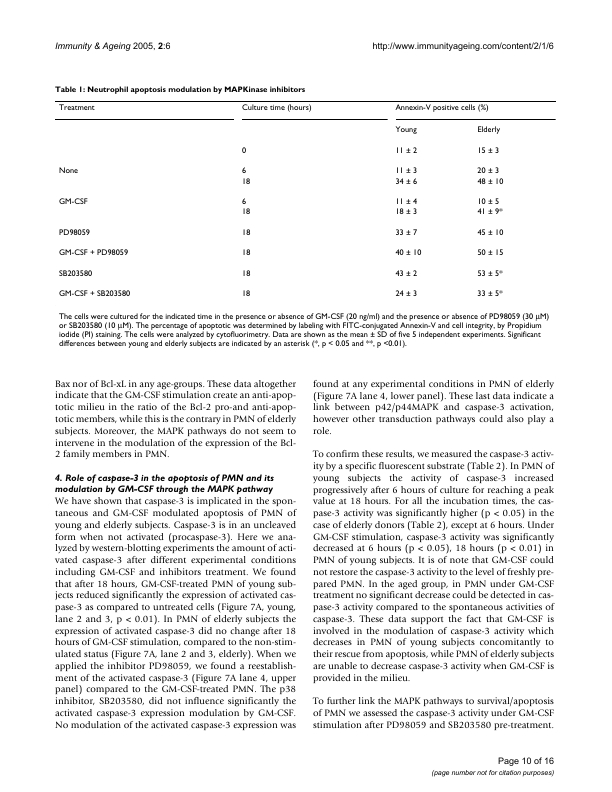 Immunity & Ageing 2005, 2:6
http://www.immunityageing.com/content/2/1/6
Table 1: Neutrophil apoptosis modulation by MAPKinase inhibitors
Treatment Culture time (hours) Annexin-V positive cells (%)
Young Elderly
0 11 ± 2 15 ± 3
None 6 11 ± 3 20 ± 3
18 34 ± 6 48 ± 10
GM-CSF 6 11 ± 4 10 ± 5
18 18 ± 3 41 ± 9*
PD98059 18 33 ± 7 45 ± 10
GM-CSF + PD98059 18 40 ± 10 50 ± 15
SB203580 18 43 ± 2 53 ± 5*
GM-CSF + SB203580 18 24 ± 3 33 ± 5*
The cells were cultured for the indicated time in the presence or absence of GM-CSF (20 ng/ml) and the presence or absence of PD98059 (30 μM)
or SB203580 (10 μM). The percentage of apoptotic was determined by labeling with FITC-conjugated Annexin-V and cell integrity, by Propidium
iodide (PI) staining. The cells were analyzed by cytofluorimetry. Data are shown as the mean ± SD of five 5 independent experiments. Significant
differences between young and elderly subjects are indicated by an asterisk (*, p < 0.05 and **, p <0.01).
Bax nor of Bcl-xL in any age-groups. These data altogether
indicate that the GM-CSF stimulation create an anti-apop-
totic milieu in the ratio of the Bcl-2 pro-and anti-apop-
totic members, while this is the contrary in PMN of elderly
subjects. Moreover, the MAPK pathways do not seem to
intervene in the modulation of the expression of the Bcl-
2 family members in PMN.
4. Role of caspase-3 in the apoptosis of PMN and its
modulation by GM-CSF through the MAPK pathway
We have shown that caspase-3 is implicated in the spon-
taneous and GM-CSF modulated apoptosis of PMN of
young and elderly subjects. Caspase-3 is in an uncleaved
form when not activated (procaspase-3). Here we ana-
lyzed by western-blotting experiments the amount of acti-
vated caspase-3 after different experimental conditions
including GM-CSF and inhibitors treatment. We found
that after 18 hours, GM-CSF-treated PMN of young sub-
jects reduced significantly the expression of activated cas-
pase-3 as compared to untreated cells (Figure 7A, young,
lane 2 and 3, p < 0.01). In PMN of elderly subjects the
expression of activated caspase-3 did no change after 18
hours of GM-CSF stimulation, compared to the non-stim-
ulated status (Figure 7A, lane 2 and 3, elderly). When we
applied the inhibitor PD98059, we found a reestablish-
ment of the activated caspase-3 (Figure 7A lane 4, upper
panel) compared to the GM-CSF-treated PMN. The p38
inhibitor, SB203580, did not influence significantly the
activated caspase-3 expression modulation by GM-CSF.
No modulation of the activated caspase-3 expression was
found at any experimental conditions in PMN of elderly
(Figure 7A lane 4, lower panel). These last data indicate a
link between p42/p44MAPK and caspase-3 activation,
however other transduction pathways could also play a
role.
To confirm these results, we measured the caspase-3 activ-
ity by a specific fluorescent substrate (Table 2). In PMN of
young subjects the activity of caspase-3 increased
progressively after 6 hours of culture for reaching a peak
value at 18 hours. For all the incubation times, the cas-
pase-3 activity was significantly higher (p < 0.05) in the
case of elderly donors (Table 2), except at 6 hours. Under
GM-CSF stimulation, caspase-3 activity was significantly
decreased at 6 hours (p < 0.05), 18 hours (p < 0.01) in
PMN of young subjects. It is of note that GM-CSF could
not restore the caspase-3 activity to the level of freshly pre-
pared PMN. In the aged group, in PMN under GM-CSF
treatment no significant decrease could be detected in cas-
pase-3 activity compared to the spontaneous activities of
caspase-3. These data support the fact that GM-CSF is
involved in the modulation of caspase-3 activity which
decreases in PMN of young subjects concomitantly to
their rescue from apoptosis, while PMN of elderly subjects
are unable to decrease caspase-3 activity when GM-CSF is
provided in the milieu.
To further link the MAPK pathways to survival/apoptosis
of PMN we assessed the caspase-3 activity under GM-CSF
stimulation after PD98059 and SB203580 pre-treatment.
Page 10 of 16
(page number not for citation purposes)